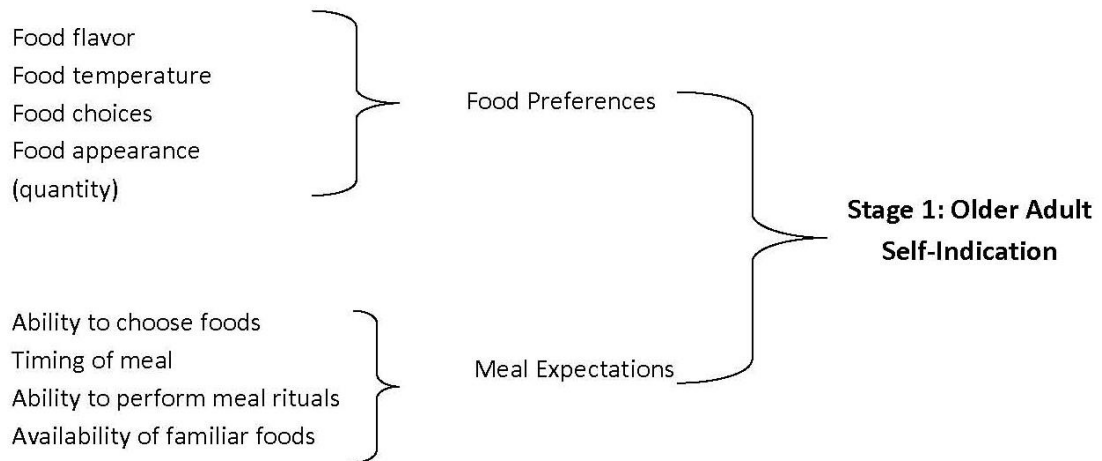 Food flavor
Food temperature
Food choices
Food appearance
(quantity)
Food Preferences
Ability to choose foods
Timing of meal
Ability to perform meal rituals
Availability of familiar foods
Meal Expectations
Stage 1: Older Adult
Self-Indication